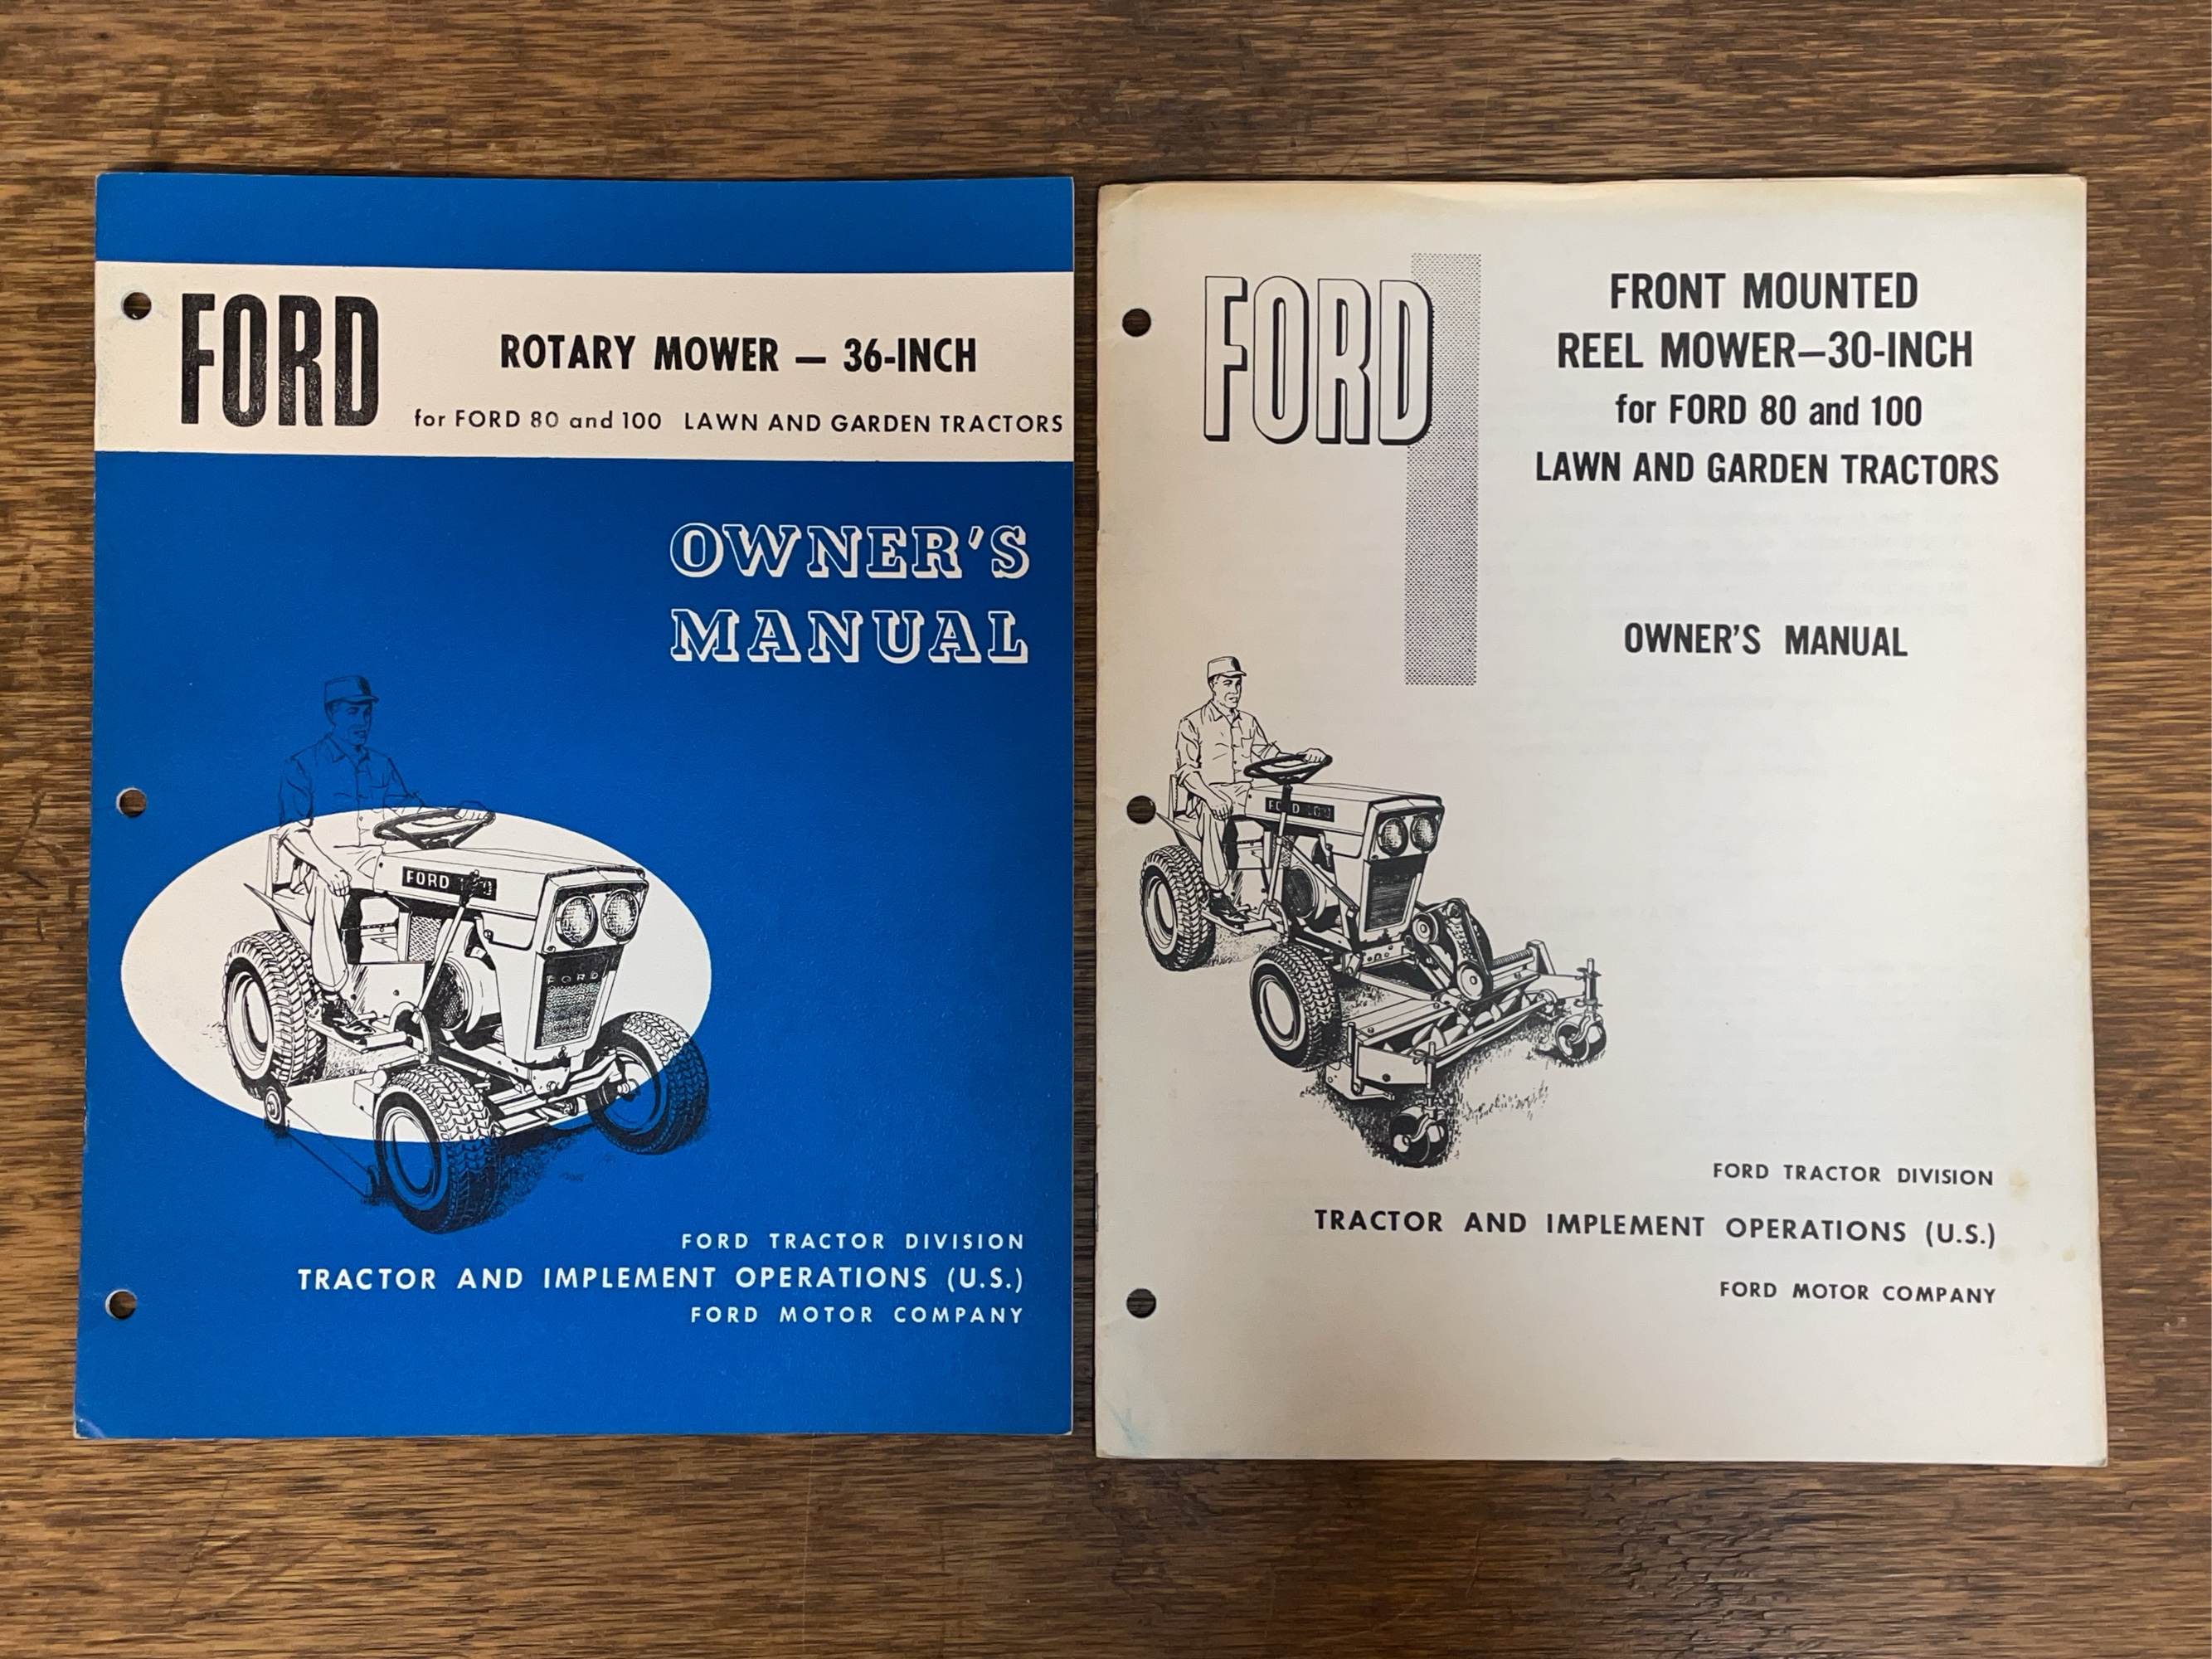 FORD
ROTARY MOWER — 36-INCH
for FORD 80 and 100 LAWN AND GARDEN TRACTORS
OWNER'S
MANUAL
FORD
FORD
FORD TRACTOR DIVISION
TRACTOR AND IMPLEMENT OPERATIONS (U.S.)
FORD MOTOR COMPANY
FORD
FRONT MOUNTED
REEL MOWER—30-INCH
for FORD 80 and 100
LAWN AND GARDEN TRACTORS
OWNER'S MANUAL
FORD TRACTOR DIVISION
TRACTOR AND IMPLEMENT OPERATIONS (U.S.)
FORD MOTOR COMPANY